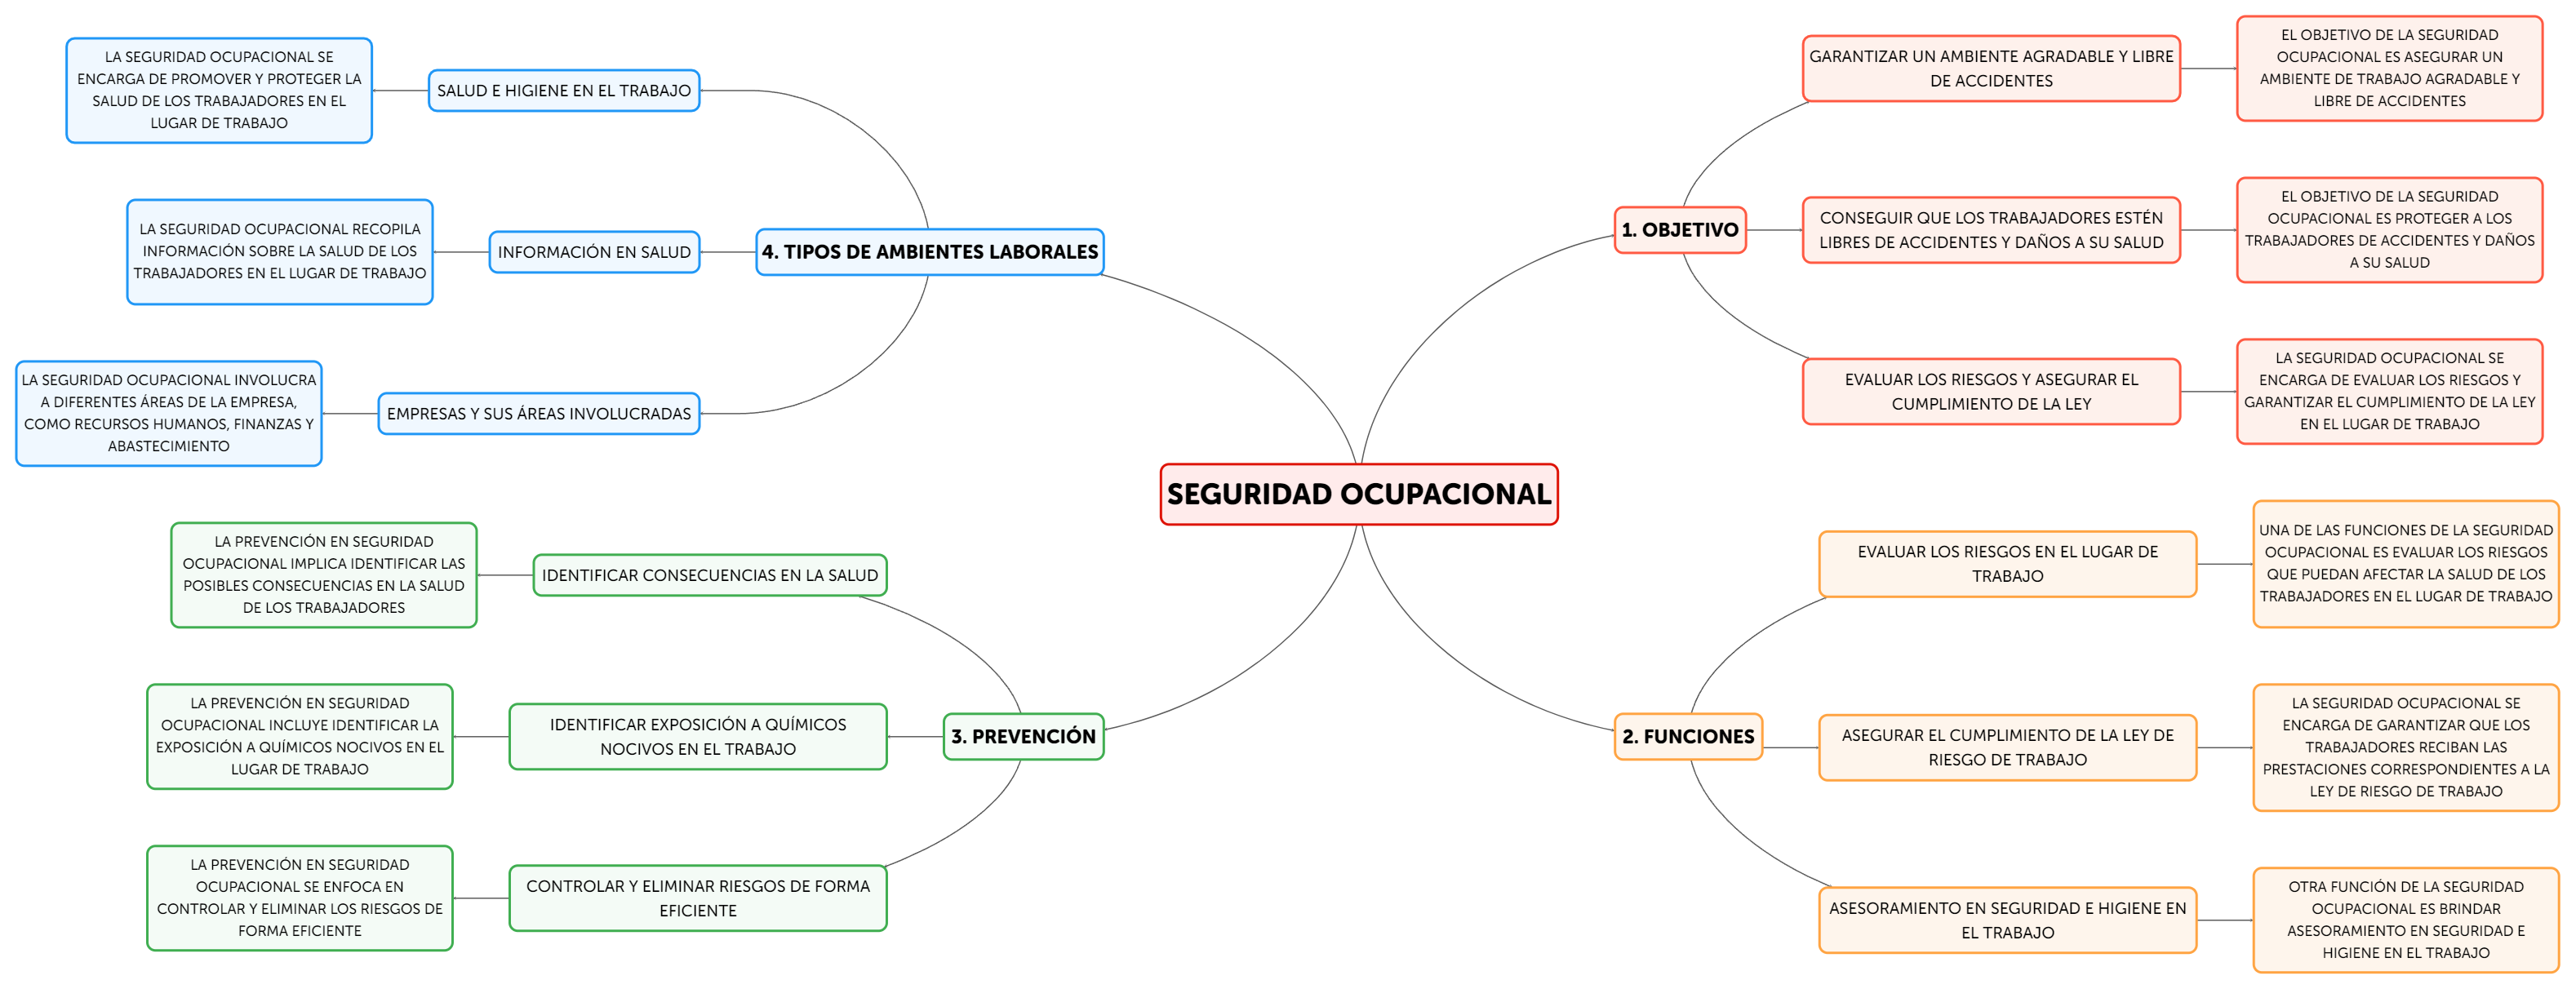 SEGURIDAD OCUPACIONAL
1. OBJETIVO
GARANTIZAR UN AMBIENTE AGRADABLE Y LIBRE
DE ACCIDENTES
EL OBJETIVO DE LA SEGURIDAD
OCUPACIONAL ES ASEGURAR UN
AMBIENTE DE TRABAJO AGRADABLE Y
LIBRE DE ACCIDENTES
CONSEGUIR QUE LOS TRABAJADORES ESTÉN
LIBRES DE ACCIDENTES Y DAÑOS A SU SALUD
EL OBJETIVO DE LA SEGURIDAD
OCUPACIONAL ES PROTEGER A LOS
TRABAJADORES DE ACCIDENTES Y DAÑOS
A SU SALUD
EVALUAR LOS RIESGOS Y ASEGURAR EL
CUMPLIMIENTO DE LA LEY
LA SEGURIDAD OCUPACIONAL SE
ENCARGA DE EVALUAR LOS RIESGOS Y
GARANTIZAR EL CUMPLIMIENTO DE LA LEY
EN EL LUGAR DE TRABAJO
2. FUNCIONES
EVALUAR LOS RIESGOS EN EL LUGAR DE
TRABAJO
UNA DE LAS FUNCIONES DE LA SEGURIDAD
OCUPACIONAL ES EVALUAR LOS RIESGOS
QUE PUEDAN AFECTAR LA SALUD DE LOS
TRABAJADORES EN EL LUGAR DE TRABAJO
ASEGURAR EL CUMPLIMIENTO DE LA LEY DE
RIESGO DE TRABAJO
LA SEGURIDAD OCUPACIONAL SE
ENCARGA DE GARANTIZAR QUE LOS
TRABAJADORES RECIBAN LAS
PRESTACIONES CORRESPONDIENTES A LA
LEY DE RIESGO DE TRABAJO
ASESORAMIENTO EN SEGURIDAD E HIGIENE EN
EL TRABAJO
OTRA FUNCIÓN DE LA SEGURIDAD
OCUPACIONAL ES BRINDAR
ASESORAMIENTO EN SEGURIDAD E
HIGIENE EN EL TRABAJO
3. PREVENCIÓN
IDENTIFICAR CONSECUENCIAS EN LA SALUD
LA PREVENCIÓN EN SEGURIDAD
OCUPACIONAL IMPLICA IDENTIFICAR LAS
POSIBLES CONSECUENCIAS EN LA SALUD
DE LOS TRABAJADORES
IDENTIFICAR EXPOSICIÓN A QUÍMICOS
NOCIVOS EN EL TRABAJO
LA PREVENCIÓN EN SEGURIDAD
OCUPACIONAL INCLUYE IDENTIFICAR LA
EXPOSICIÓN A QUÍMICOS NOCIVOS EN EL
LUGAR DE TRABAJO
CONTROLAR Y ELIMINAR RIESGOS DE FORMA
EFICIENTE
LA PREVENCIÓN EN SEGURIDAD
OCUPACIONAL SE ENFOCA EN
CONTROLAR Y ELIMINAR LOS RIESGOS DE
FORMA EFICIENTE
4. TIPOS DE AMBIENTES LABORALES
SALUD E HIGIENE EN EL TRABAJO
LA SEGURIDAD OCUPACIONAL SE
ENCARGA DE PROMOVER Y PROTEGER LA
SALUD DE LOS TRABAJADORES EN EL
LUGAR DE TRABAJO
INFORMACIÓN EN SALUD
LA SEGURIDAD OCUPACIONAL RECOPILA
INFORMACIÓN SOBRE LA SALUD DE LOS
TRABAJADORES EN EL LUGAR DE TRABAJO
EMPRESAS Y SUS ÁREAS INVOLUCRADAS
LA SEGURIDAD OCUPACIONAL INVOLUCRA
A DIFERENTES ÁREAS DE LA EMPRESA,
COMO RECURSOS HUMANOS, FINANZAS Y
ABASTECIMIENTO